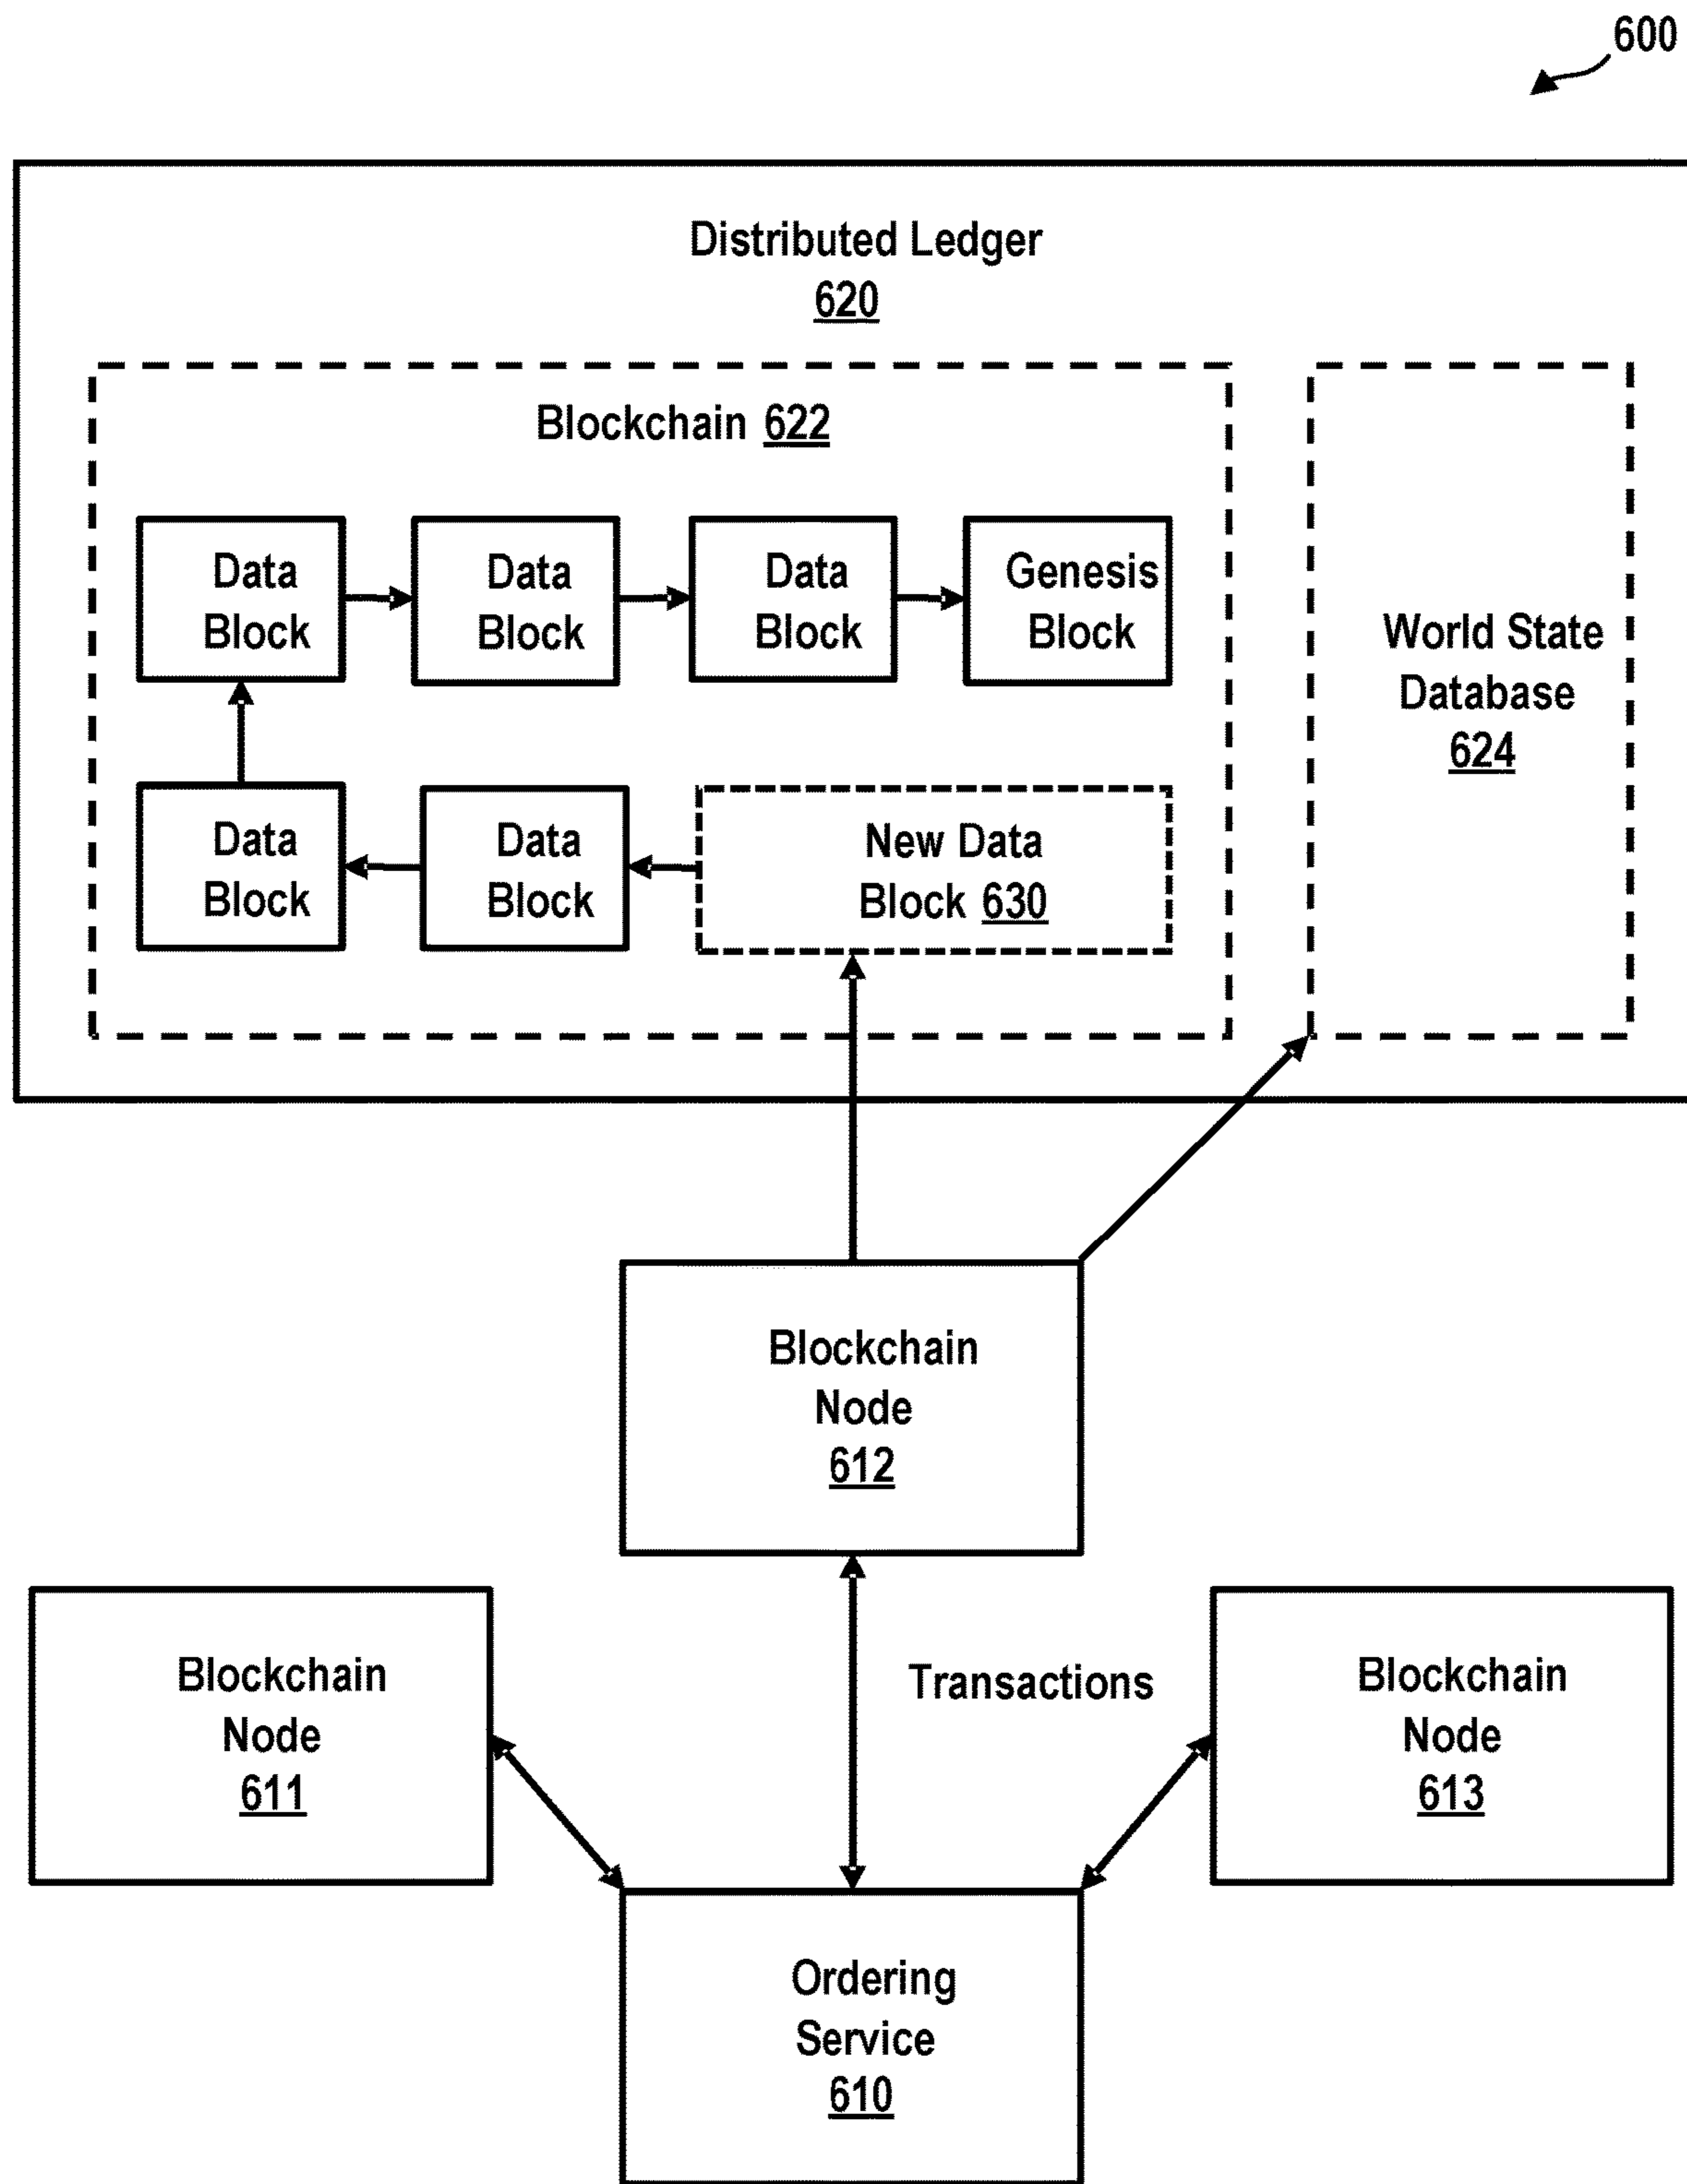 600
Distributed Ledger
620
Blockchain 622
Data
Block
Data
Block
Data
Block
Genesis
Block
World State
Database
624
Data
Block
Data
Block
New Data
Block 630
Blockchain
Node
612
Blockchain
Node
611
Transactions
Blockchain
Node
613
Ordering
Service
610